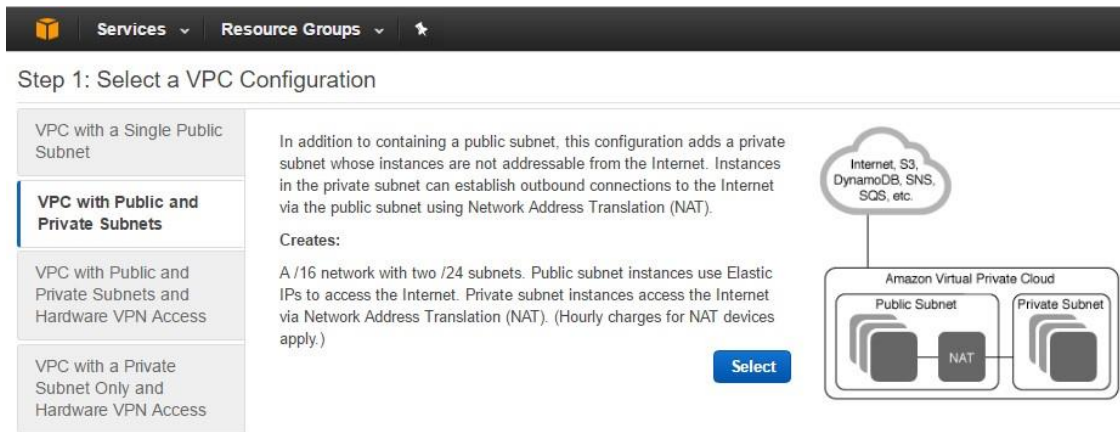 Services
Resource Groups
Step 1: Select a VPC Configuration
VPC with a Single Public
Subnet
VPC with Public and
Private Subnets
VPC with Public and
Private Subnets and
Hardware VPN Access
VPC with a Private
Subnet Only and
Hardware VPN Access
In addition to containing a public subnet, this configuration adds a private
subnet whose instances are not addressable from the Internet. Instances
in the private subnet can establish outbound connections to the Internet
via the public subnet using Network Address Translation (NAT).
Creates:
A /16 network with two /24 subnets. Public subnet instances use Elastic
IPs to access the Internet. Private subnet instances access the Internet
via Network Address Translation (NAT). (Hourly charges for NAT devices
apply.)
Select
Internet, S3,
DynamoDB, SNS,
SQS, etc.
Amazon Virtual Private Cloud
Public Subnet
Private Subnet
NAT